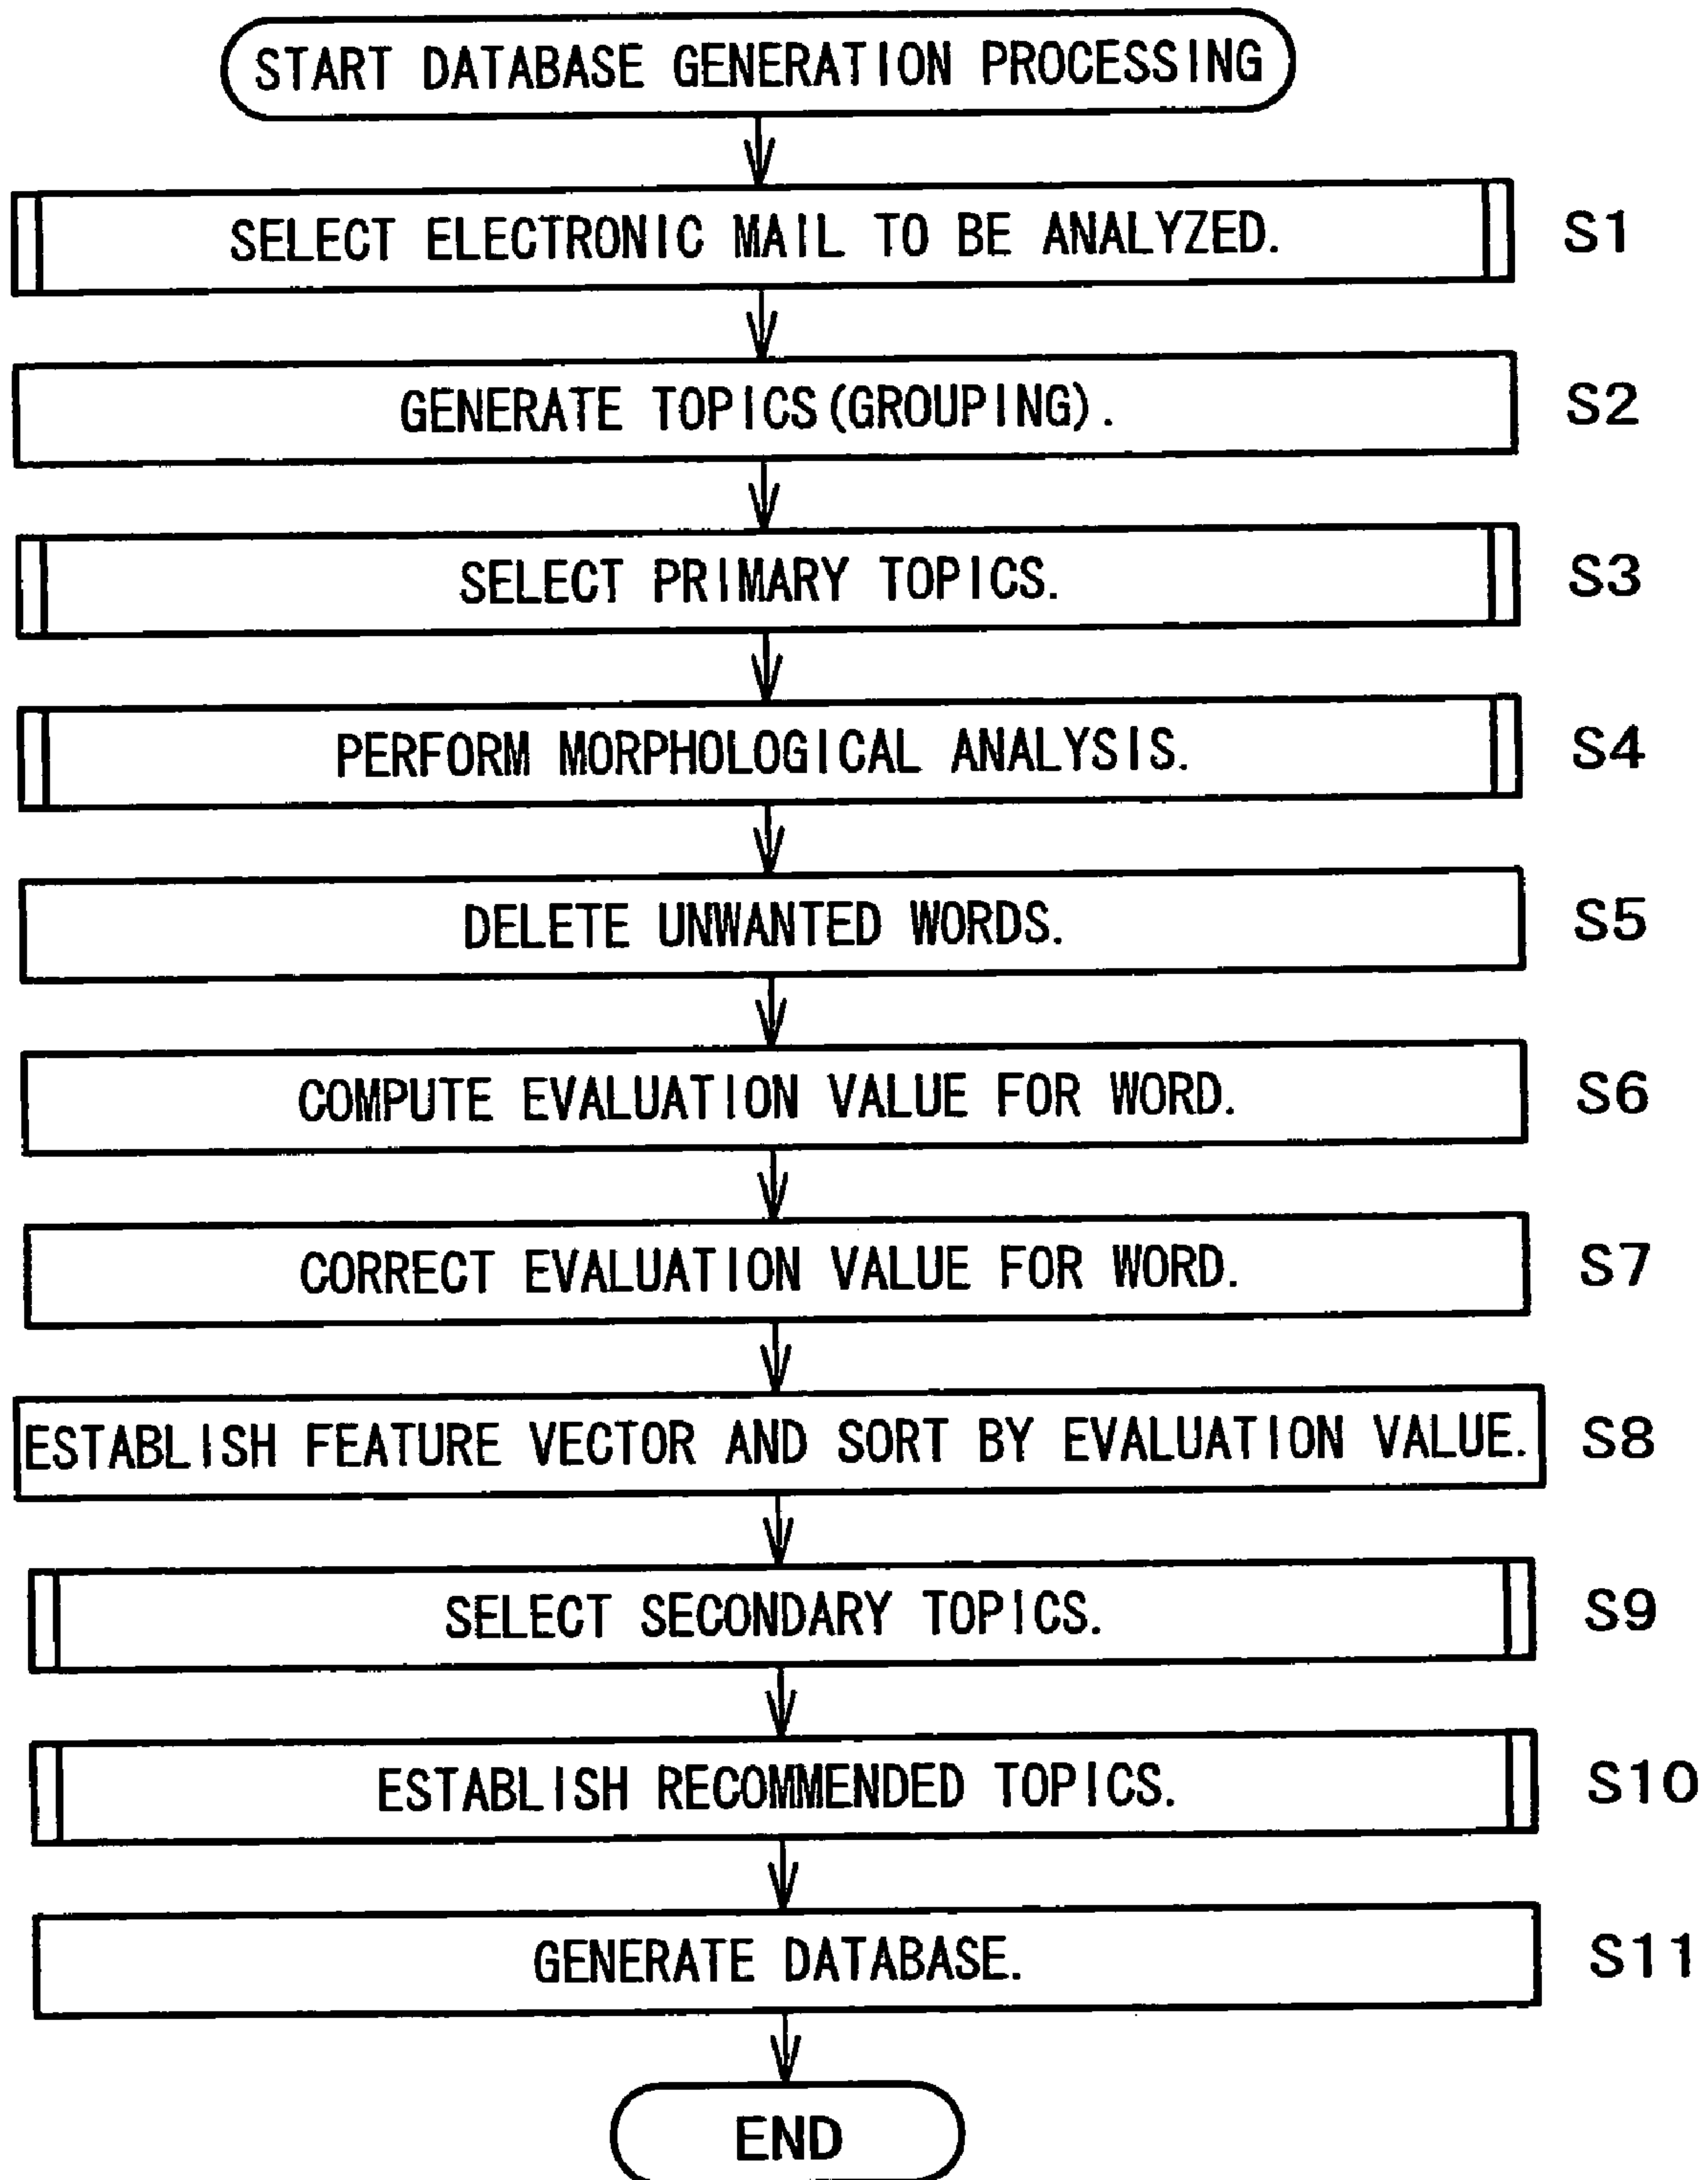 START DATABASE GENERATION PROCESSING
SELECT ELECTRONIC MAIL TO BE ANALYZED. S1
GENERATE TOPICS(GROUPING). S2
SELECT PRIMARY TOPICS. S3
PERFORM MORPHOLOGICAL ANALYSIS. S4
DELETE UNWANTED WORDS. S5
COMPUTE EVALUATION VALUE FOR WORD. S6
CORRECT EVALUATION VALUE FOR WORD. S7
ESTABLISH FEATURE VECTOR AND SORT BY EVALUATION VALUE. S8
SELECT SECONDARY TOPICS. S9
ESTABLISH RECOMMENDED TOPICS. S10
GENERATE DATABASE. S11
END